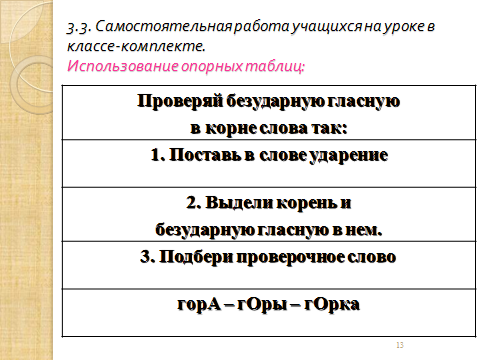 3.3. Самостоятельная работа учащихся на уроке в
классе-комплекте.
Использование опорных таблиц:
Проверяй безударную гласную
в корне слова так:
1. Поставь в слове ударение
2. Выдели корень и
безударную гласную в нем.
3. Подбери проверочное слово
горА – гОры – гОрка
13